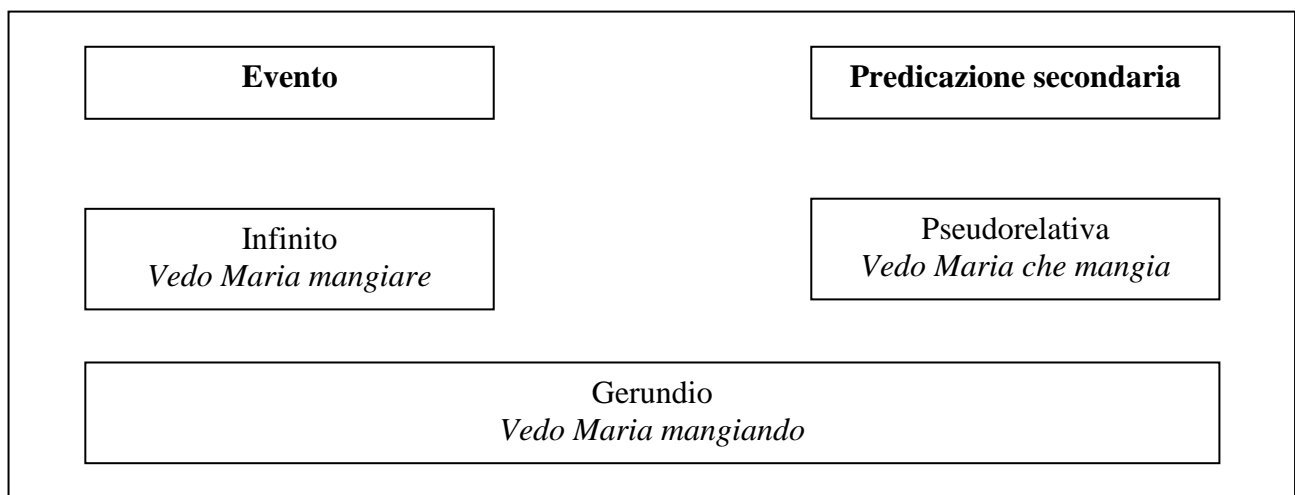 Evento
Predicazione secondaria
Infinito
Vedo Maria mangiare
Pseudorelativa
Vedo Maria che mangia
Gerundio
Vedo Maria mangiando